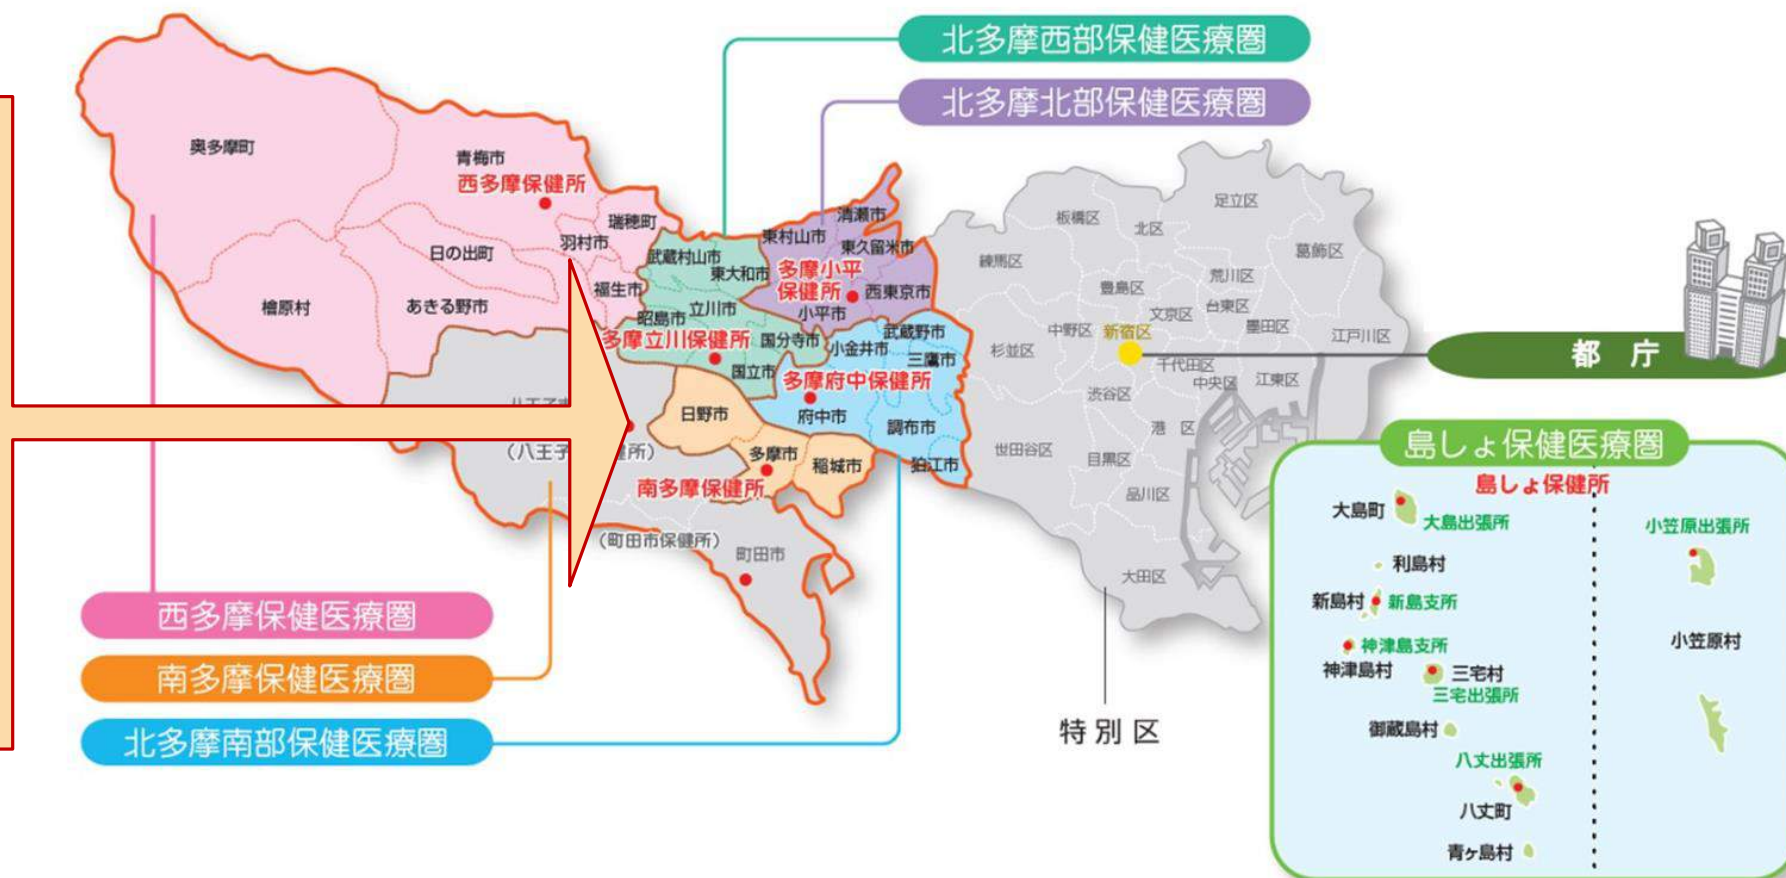 北多摩西部保健医療圏
北多摩北部保健医療圏
奥多摩町
青梅市
西多摩保健所
瑞穂町
羽村市
日の出町
福生市
檜原村
あきる野市
清瀬市
東村山市
東久留米市
武蔵村山市
東大和市
多摩小平
保健所
西東京市
小平市
立川市
昭島市
多摩立川保健所
国分寺市
国立市
武蔵野市
小金井市
三鷹市
多摩府中保健所
府中市
調布市
狛江市
日野市
多摩市
稲城市
南多摩保健所
（町田市保健所）
町田市
足立区
板橋区
北区
葛飾区
練馬区
荒川区
豊島区
文京区
台東区
墨田区
江戸川区
中野区
新宿区
杉並区
千代田区
中央区
江東区
渋谷区
港 区
世田谷区
目黒区
品川区
大田区
都 庁
特別区
西多摩保健医療圏
南多摩保健医療圏
北多摩南部保健医療圏
島しょ保健医療圏
島しょ保健所
大島町
大島出張所
利島村
新島村
新島支所
神津島支所
神津島村
三宅村
三宅出張所
御蔵島村
八丈出張所
八丈町
青ヶ島村
小笠原出張所
小笠原村